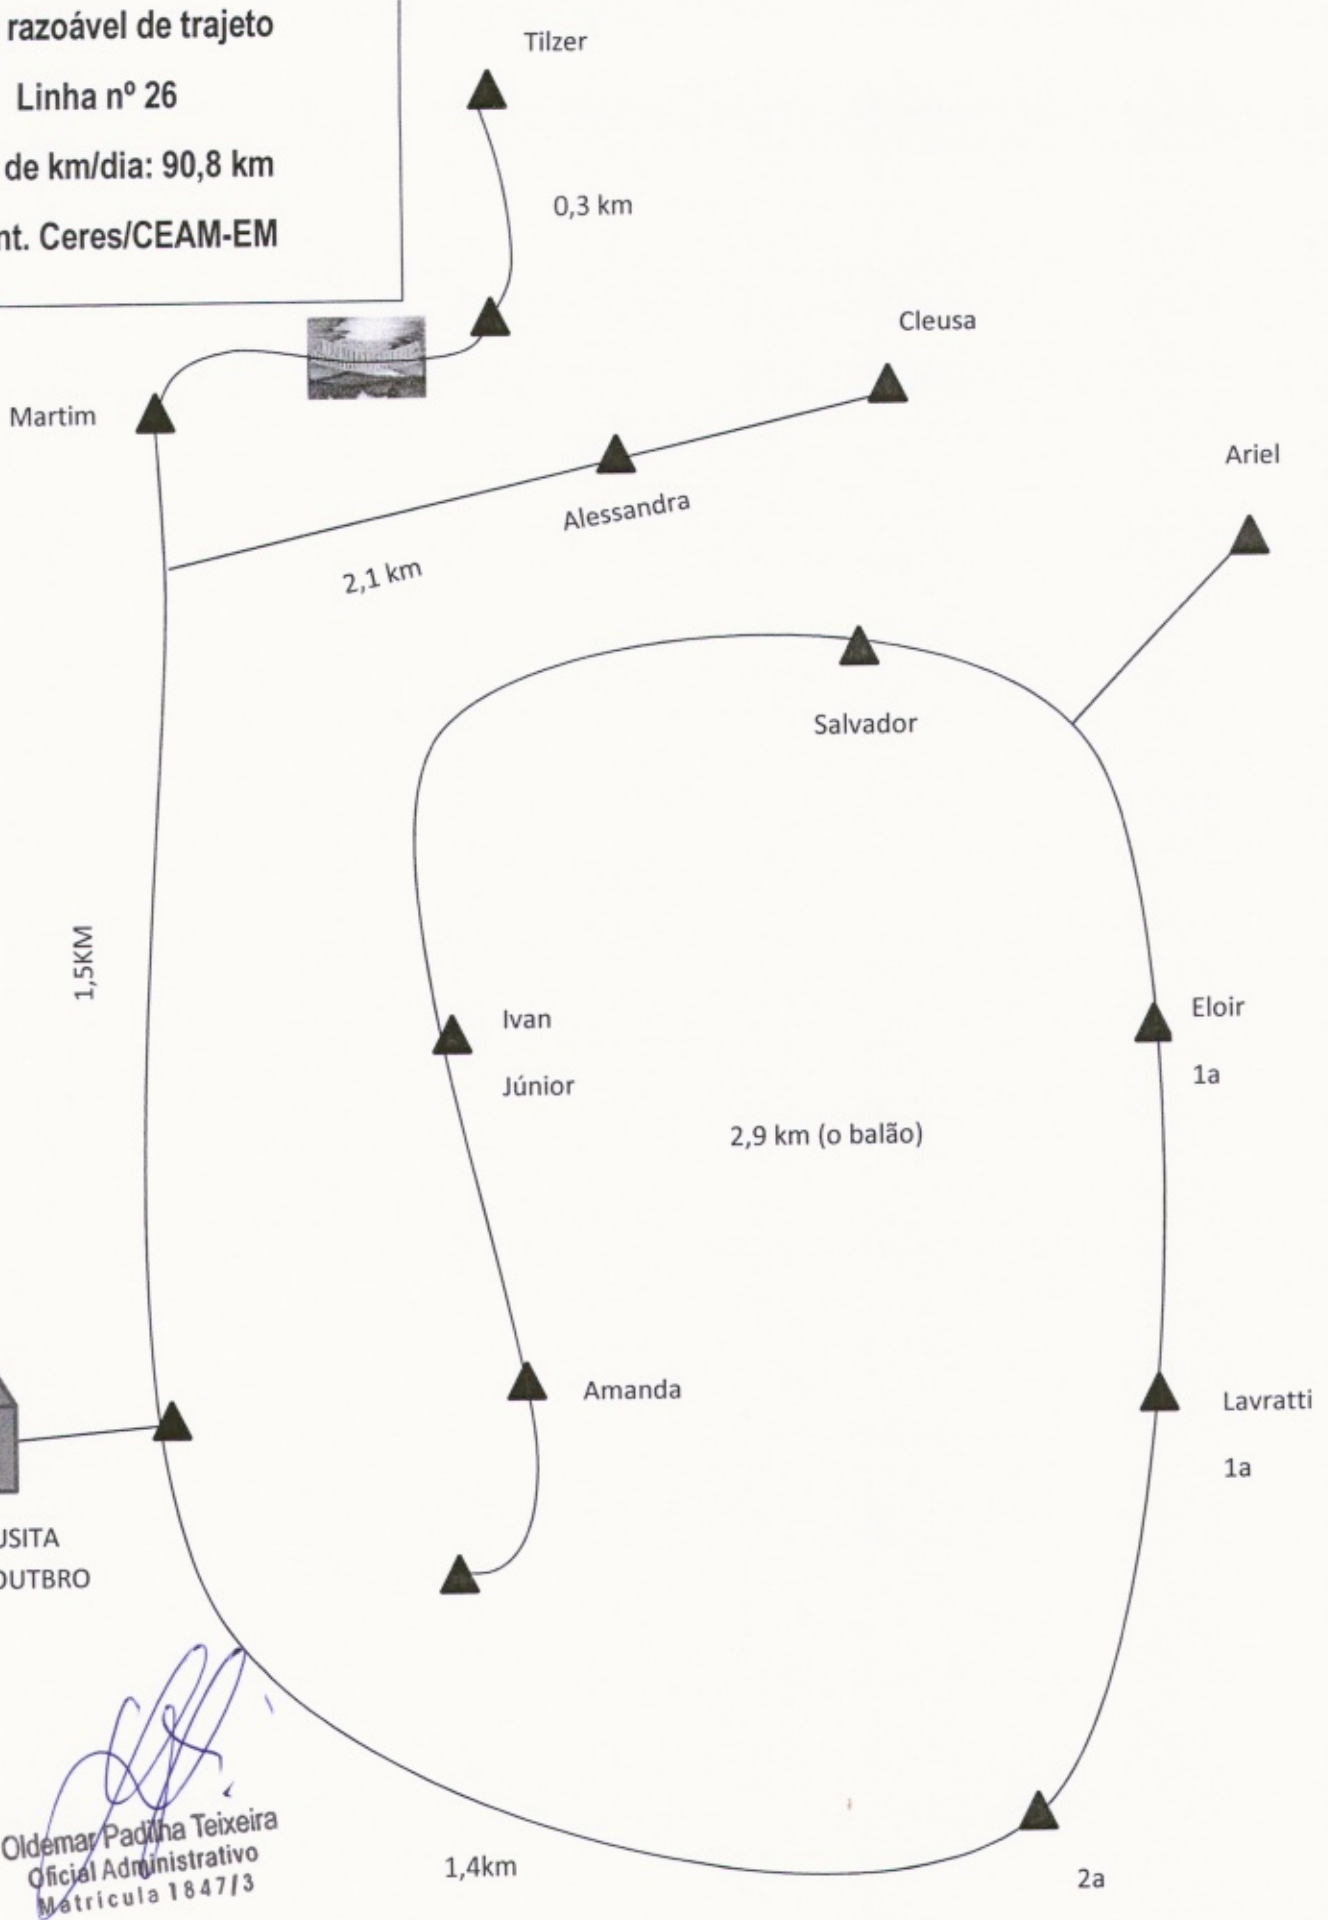 razoável de trajeto
Linha nº 26
de km/dia: 90,8 km
nt. Ceres/CEAM-EM
Tilzer
0,3 km
Cleusa
Martim
Ariel
Alessandra
2,1 km
Salvador
1,5KM
Ivan
Júnior
Eloir
1a
2,9 km (o balão)
Amanda
Lavratti
1a
USITA
OUTBRO
Oldemar Padilha Teixeira
Oficial Administrativo
Matrícula 1847/3
1,4km
2a